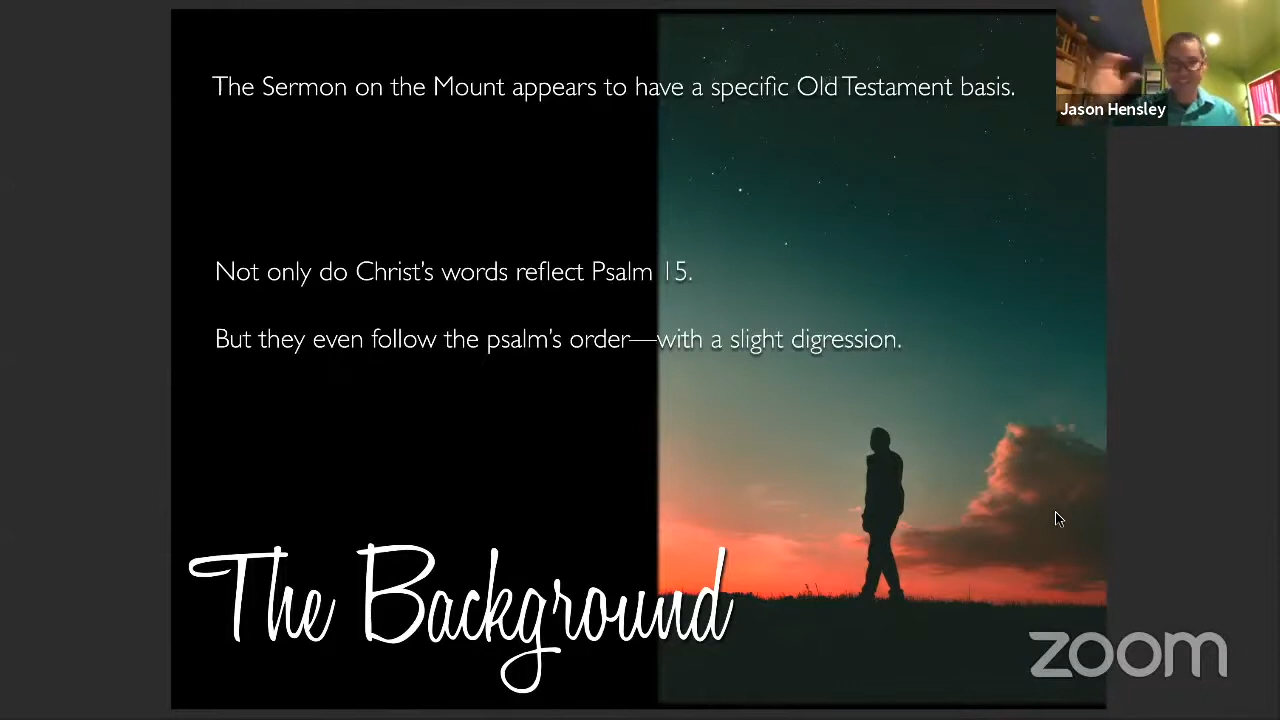 The Sermon on the Mount appears to have a specific Old Testament basis.
Jason Hensley
Not only do Christ's words reflect Psalm 15.
But they even follow the psalm's order—with a slight digression.
The Background
zoom